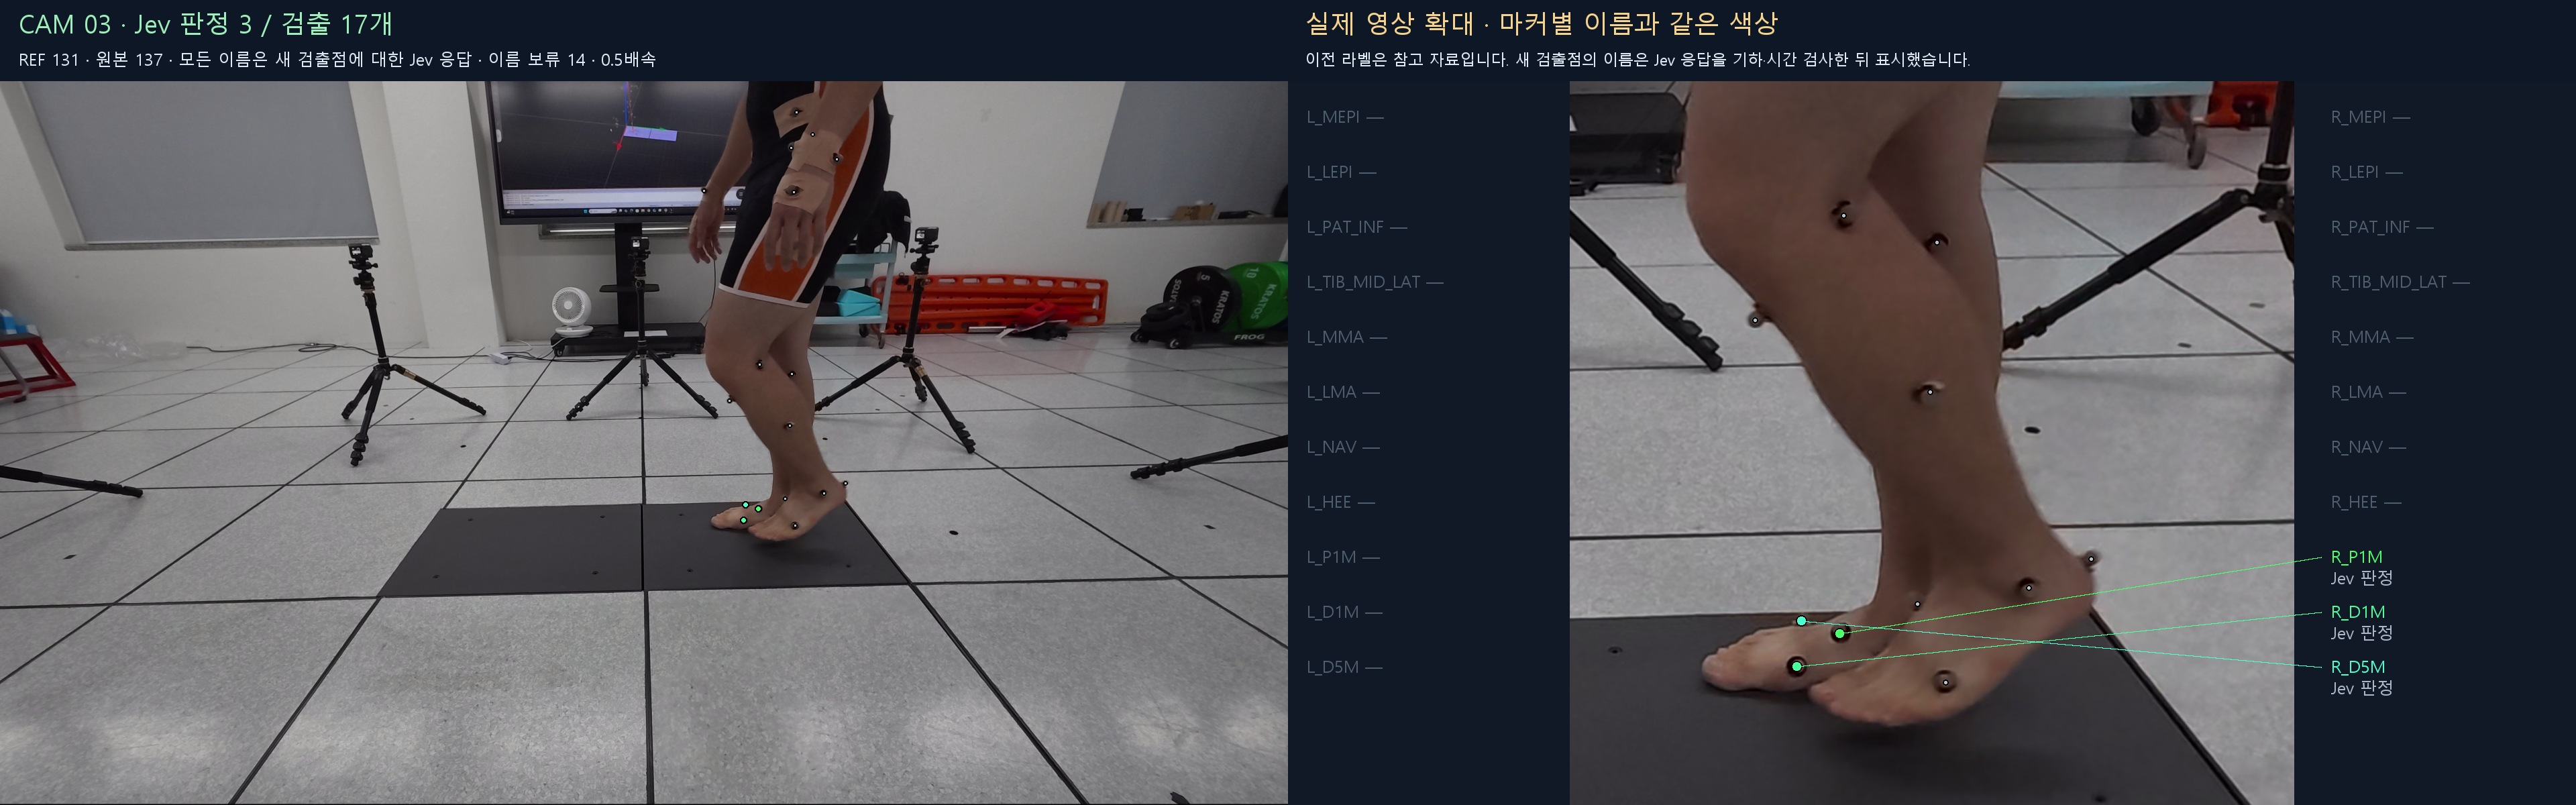 CAM 03 · Jev 판정 3 / 검출 17개
REF 131 · 원본 137 · 모든 이름은 새 검출점에 대한 Jev 응답 · 이름 보류 14 · 0.5배속
실제 영상 확대 · 마커별 이름과 같은 색상
이전 라벨은 참고 자료입니다. 새 검출점의 이름은 Jev 응답을 기하·시간 검사한 뒤 표시했습니다.
KRATOS
KRATOS
FROG
5
10
L_MEPI —
L_LEPI —
L_PAT_INF —
L_TIB_MID_LAT —
L_MMA —
L_LMA —
L_NAV —
L_HEE —
L_P1M —
L_D1M —
L_D5M —
R_MEPI —
R_LEPI —
R_PAT_INF —
R_TIB_MID_LAT —
R_MMA —
R_LMA —
R_NAV —
R_HEE —
R_P1M
Jev 판정
R_D1M
Jev 판정
R_D5M
Jev 판정